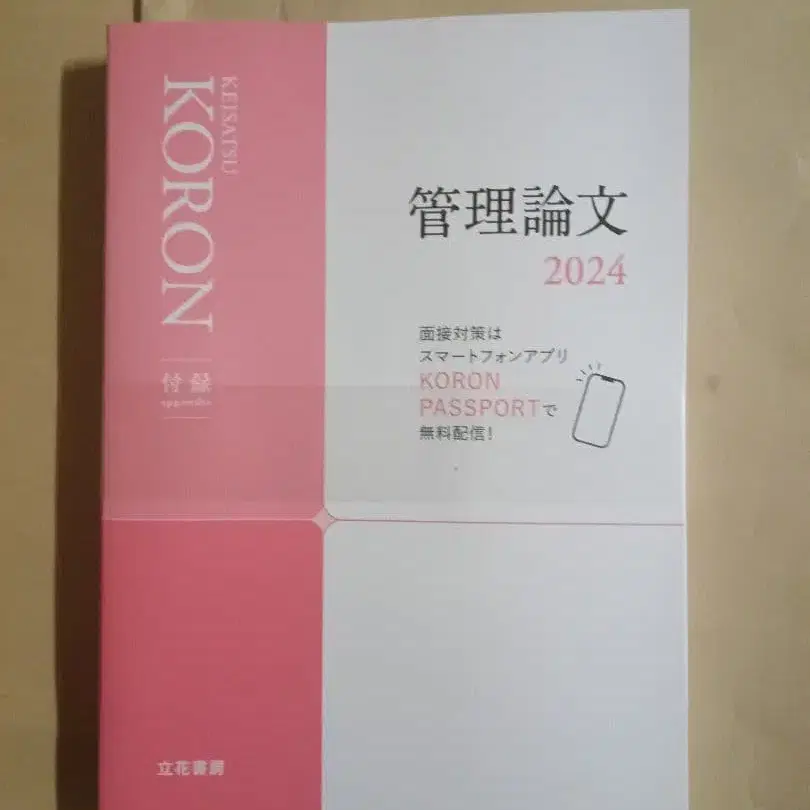 KEISATSU
KORON
付録
appendix
管理論文
2024
面接対策は
スマートフォンアプリ
KORON
PASSPORTで
無料配信!
立花書房